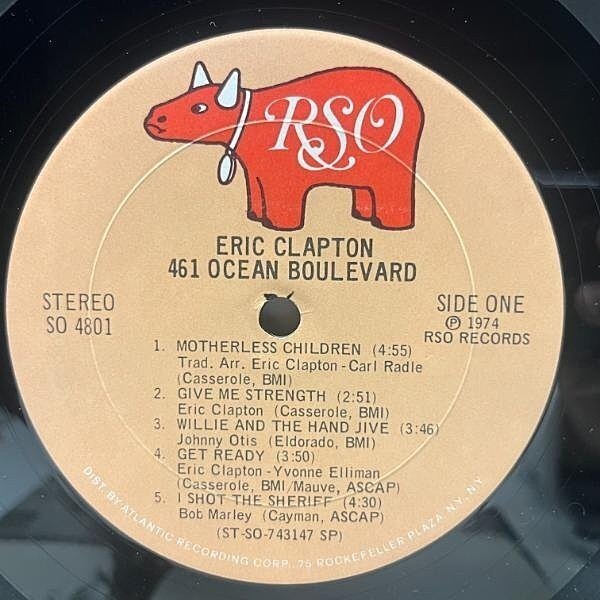 RSO
ERIC CLAPTON
461 OCEAN BOULEVARD
STEREO
SO 4801
SIDE ONE
Ⓟ 1974
RSO RECORDS
1. MOTHERLESS CHILDREN (4:55)
Trad. Arr. Eric Clapton-Carl Radle
(Casserole, BMI)
2. GIVE ME STRENGTH (2:51)
Eric Clapton (Casserole, BMI)
3. WILLIE AND THE HAND JIVE (3:46)
Johnny Otis (Eldorado, BMI)
4. GET READY (3:50)
Eric Clapton-Yvonne Elliman
(Casserole, BMI/Mauve, ASCAP)
5. I SHOT THE SHERIFF (4:30)
Bob Marley (Cayman, ASCAP)
(ST-SO-743147 SP)
DIST. BY ATLANTIC RECORDING CORP., 75 ROCKEFELLER PLAZA, N.Y., N.Y.